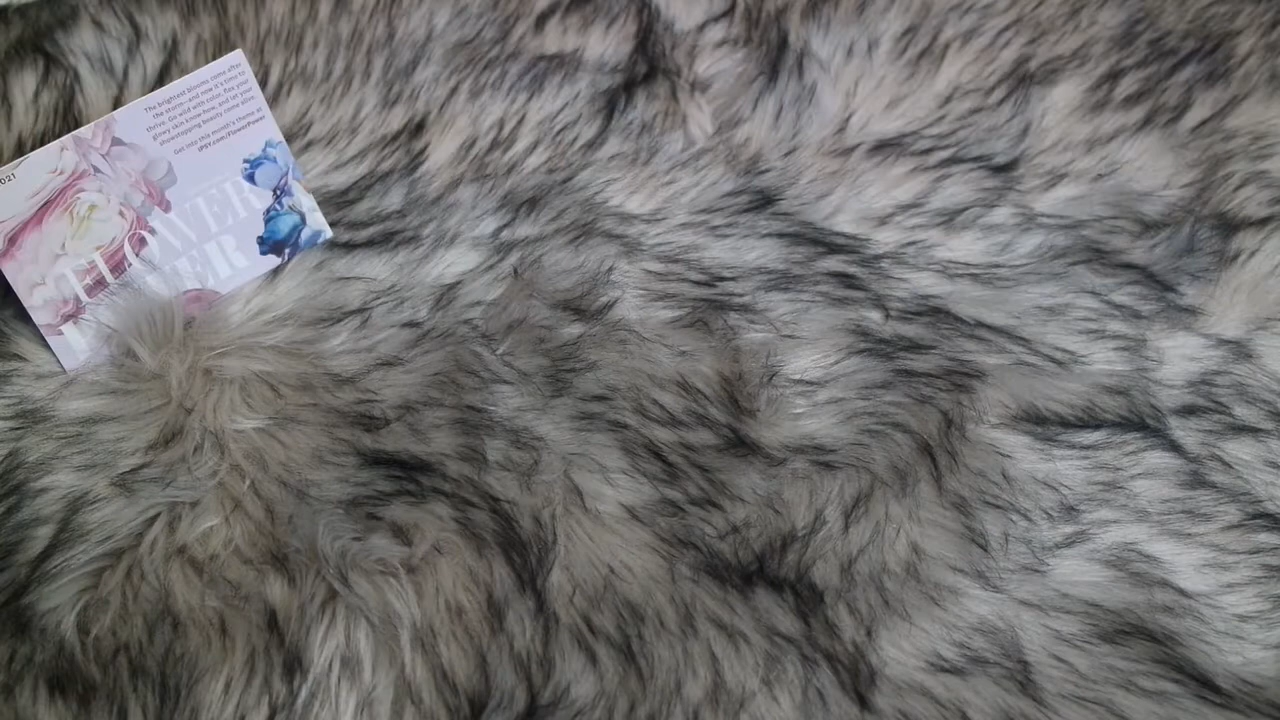 The brightest blooms come after
the storm—and now it's time to
thrive. Go wild with color, flex your
glowy skin know-how, and let your
showstopping beauty come alive.
Get into this month's theme at
IPSY.com/FlowerPower
021
FLOWER